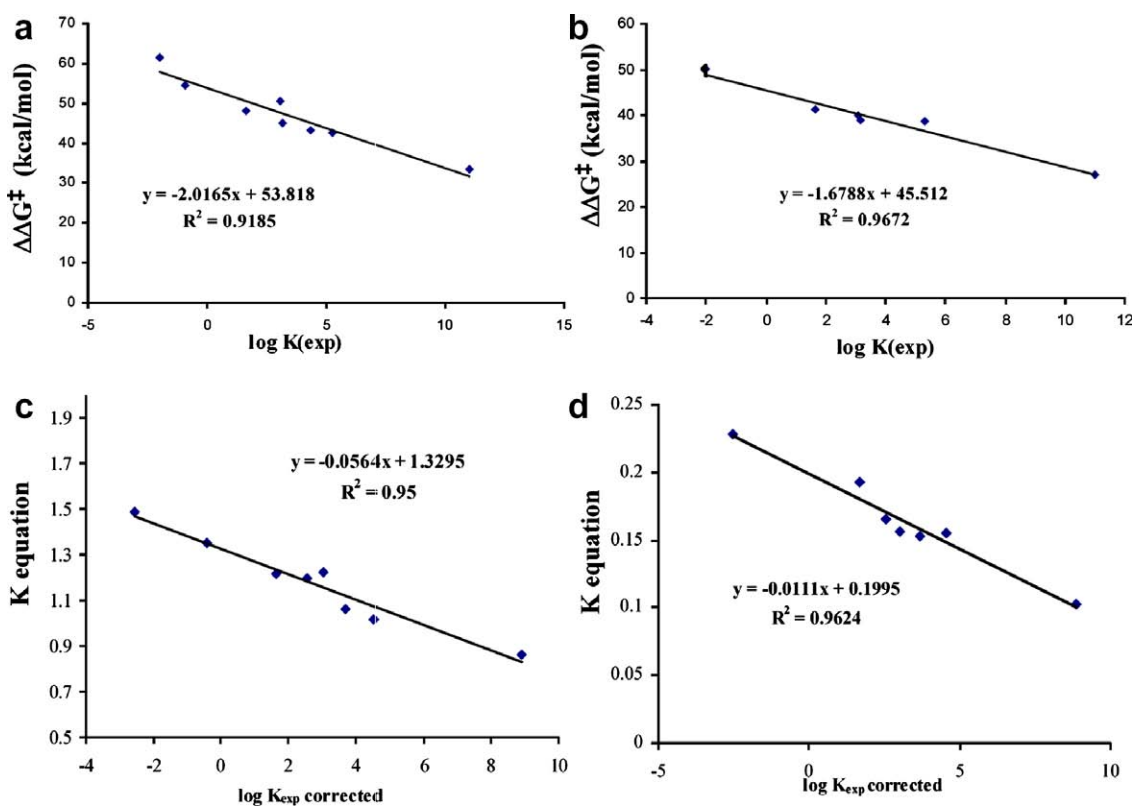 a
70
60
50
40
30
20
10
0
ΔΔG‡ (kcal/mol)
y = -2.0165x + 53.818
R² = 0.9185
-5 0 5 10 15
log K(exp)
b
60
50
40
30
20
10
0
ΔΔG‡ (kcal/mol)
y = -1.6788x + 45.512
R² = 0.9672
-4 -2 0 2 4 6 8 10 12
log K(exp)
c
1.9
1.7
1.5
1.3
1.1
0.9
0.7
0.5
K equation
y = -0.0564x + 1.3295
R² = 0.95
-4 -2 0 2 4 6 8 10
log Kexp corrected
d
0.25
0.2
0.15
0.1
0.05
0
K equation
y = -0.0111x + 0.1995
R² = 0.9624
-5 0 5 10
log Kexp corrected